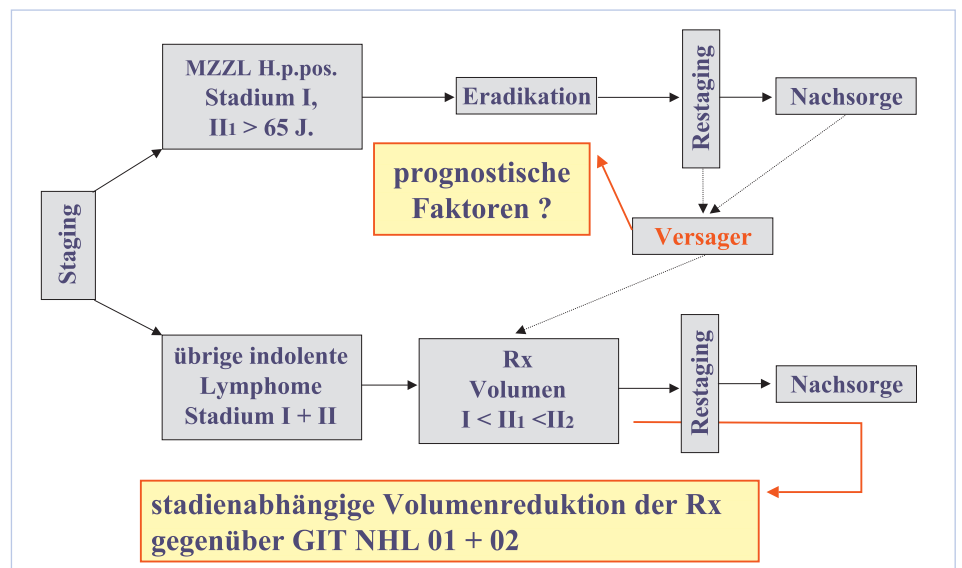 MZZL H.p.pos.
Stadium I,
II1 > 65 J.
Eradikation
Restaging
Nachsorge
prognostische
Faktoren ?
Staging
Versager
übrige indolente
Lymphome
Stadium I + II
Rx
Volumen
I < II1 <II2
Restaging
Nachsorge
stadienabhängige Volumenreduktion der Rx
gegenüber GIT NHL 01 + 02